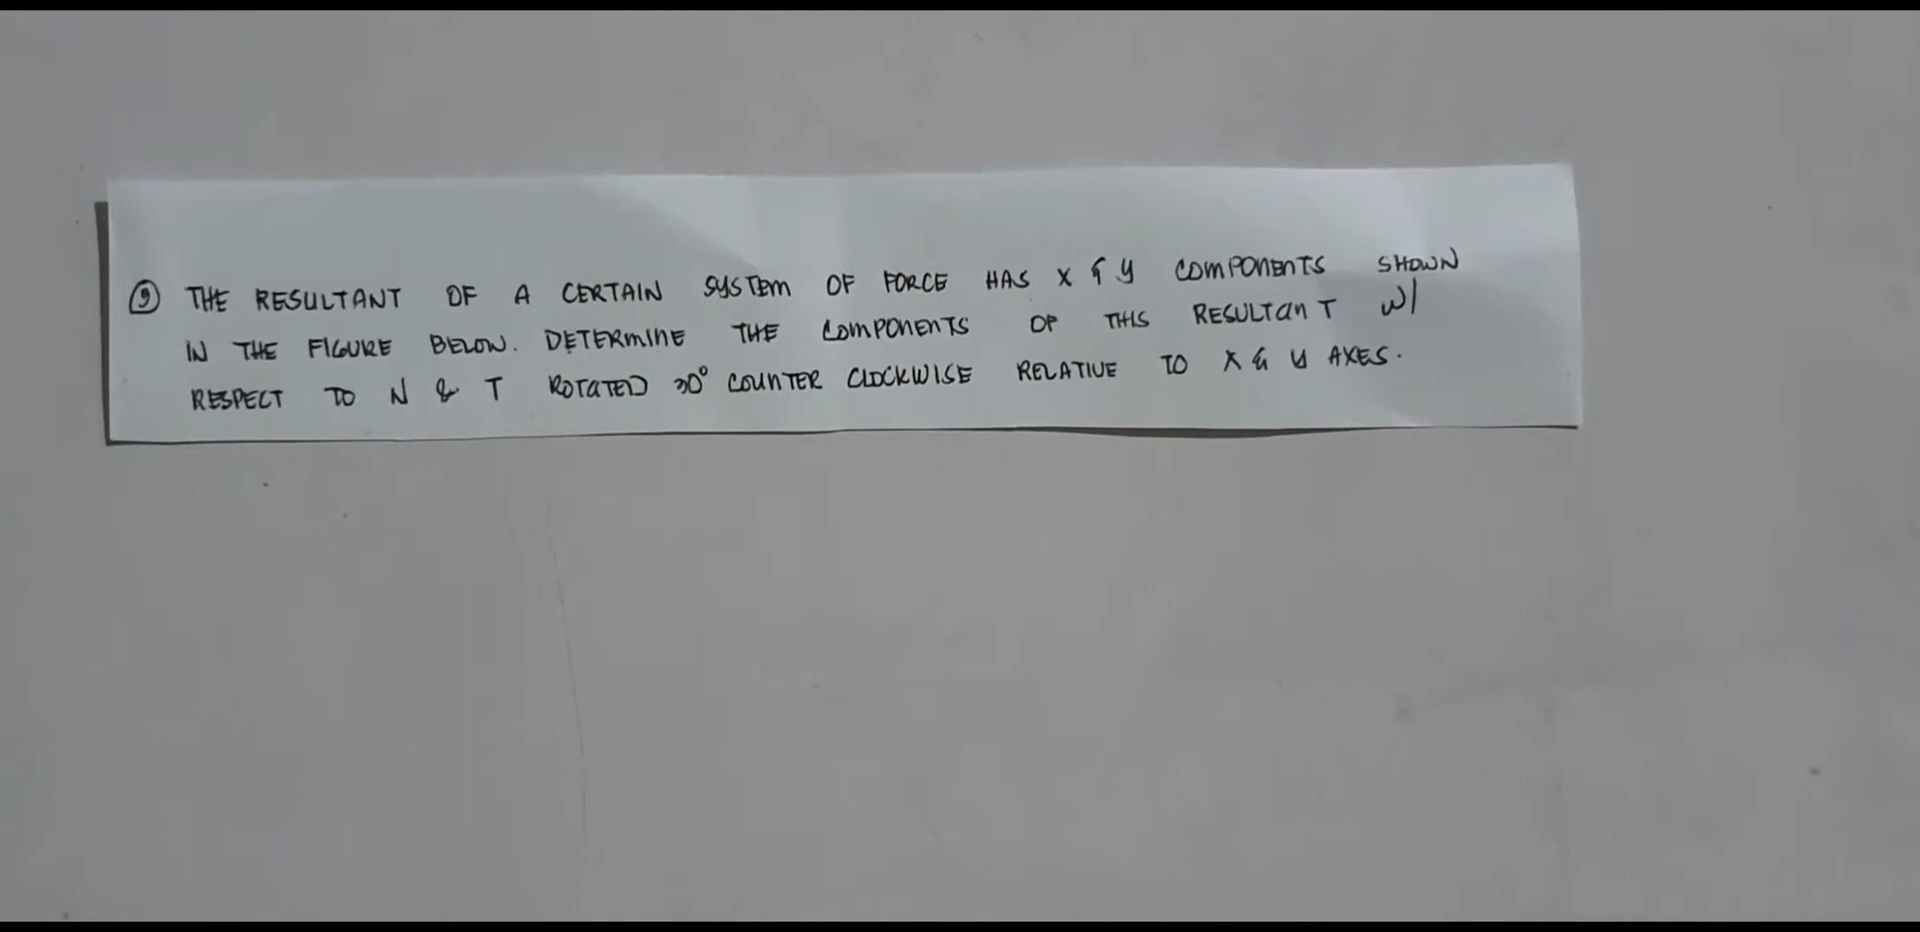 ③ THE RESULTANT OF A CERTAIN SYSTEM OF FORCE HAS X & Y COMPONENTS SHOWN
IN THE FIGURE BELOW. DETERMINE THE COMPONENTS OF THIS RESULTANT W/
RESPECT TO N & T ROTATED 30° COUNTER CLOCKWISE RELATIVE TO X & Y AXES.